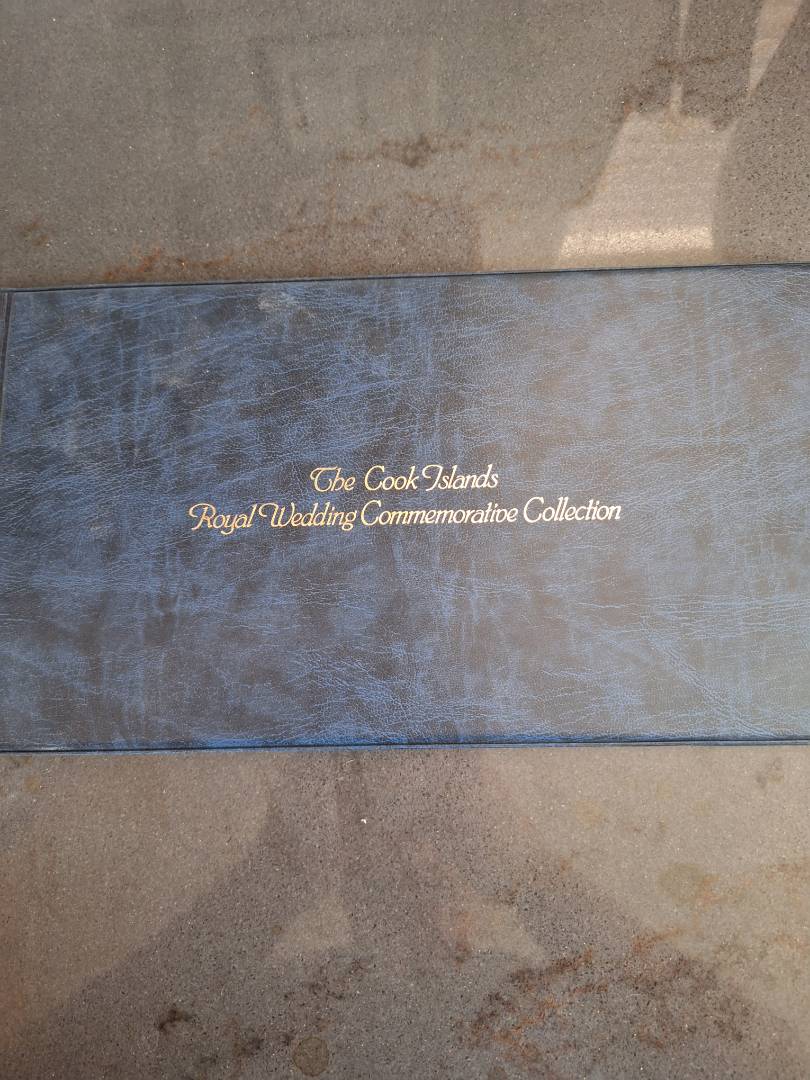 The Cook Islands
Royal Wedding Commemorative Collection